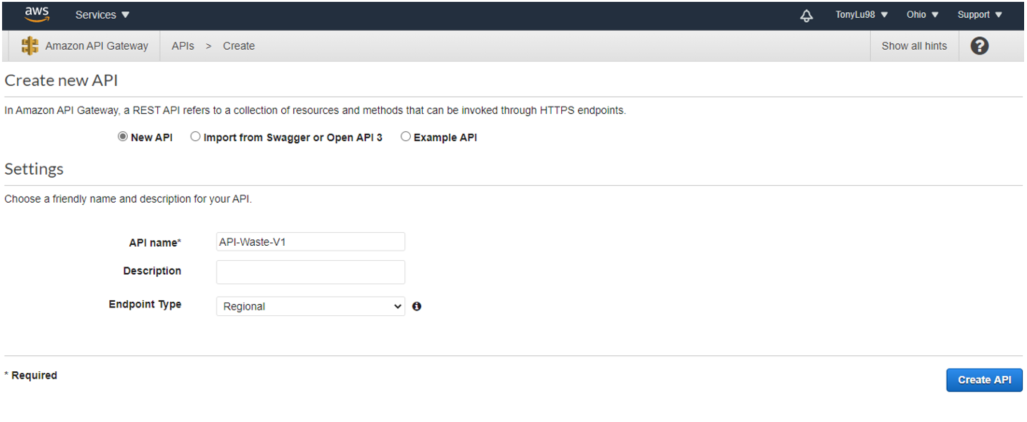 aws Services ▼ TonyLu98 ▼ Ohio ▼ Support ▼
Amazon API Gateway APIs > Create Show all hints ?
Create new API
In Amazon API Gateway, a REST API refers to a collection of resources and methods that can be invoked through HTTPS endpoints.
New API Import from Swagger or Open API 3 Example API
Settings
Choose a friendly name and description for your API.
API name* API-Waste-V1
Description
Endpoint Type Regional
* Required Create API